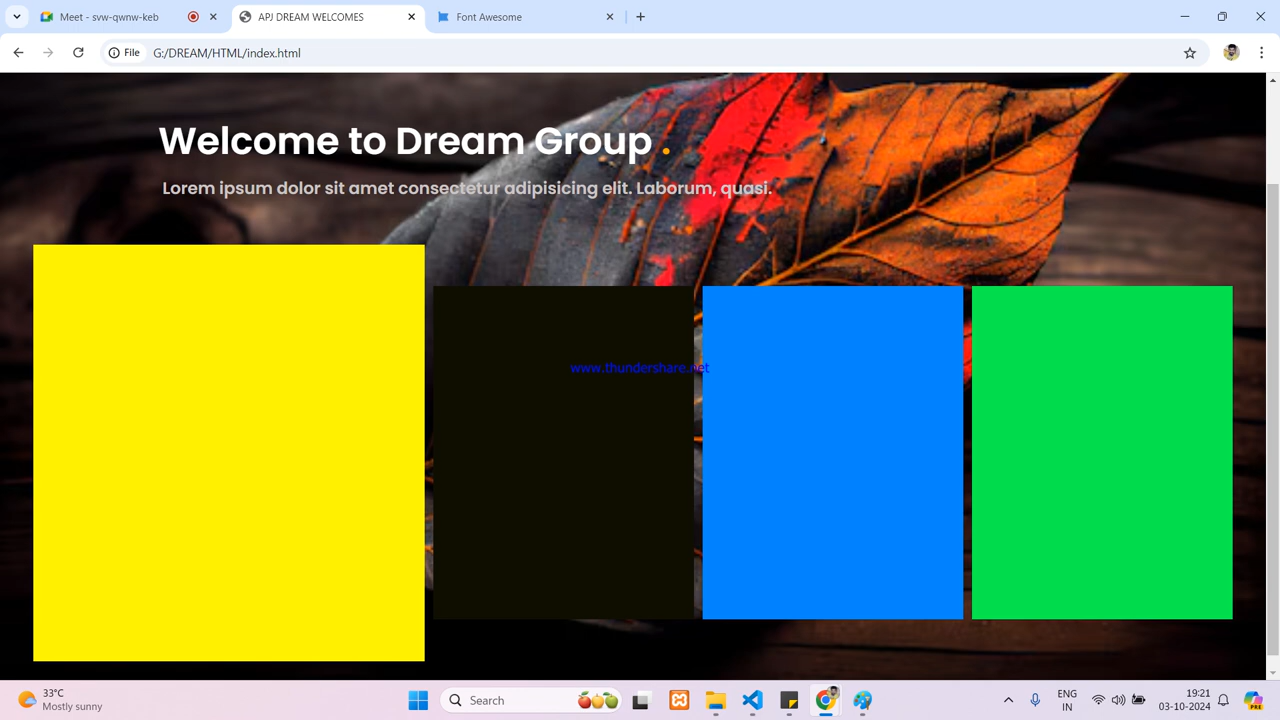 Meet - svw-qwnw-keb
APJ DREAM WELCOMES
Font Awesome
File
G:/DREAM/HTML/index.html
Welcome to Dream Group .
Lorem ipsum dolor sit amet consectetur adipisicing elit. Laborum, quasi.
www.thundershare.net
33°C
Mostly sunny
Search
ENG
IN
19:21
03-10-2024
PRE